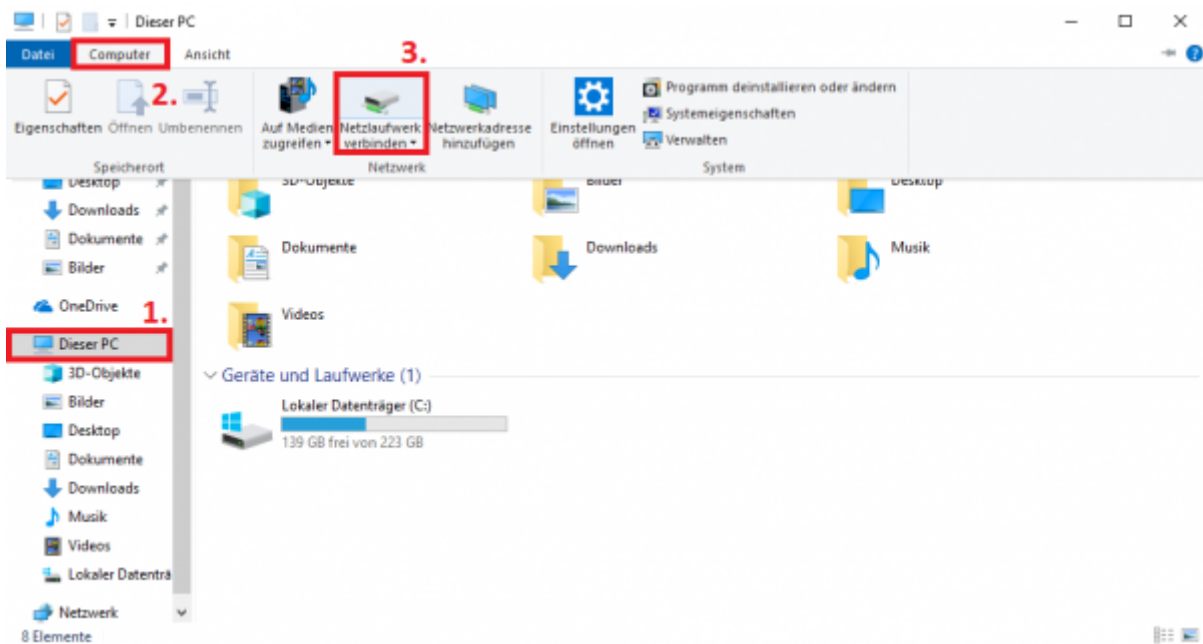 Dieser PC
Datei Computer Ansicht
3.
2.
Eigenschaften Öffnen Umbenennen
Auf Medien zugreifen
Netzlaufwerk verbinden
Netzwerkadresse hinzufügen
Einstellungen öffnen
Programm deinstallieren oder ändern
Systemeigenschaften
Verwalten
Speicherort Netzwerk System
Desktop
Downloads
Dokumente
Bilder
OneDrive
1.
Dieser PC
3D-Objekte
Bilder
Desktop
Dokumente
Downloads
Musik
Videos
Lokaler Datenträ
Netzwerk
3D-Objekte Bilder Desktop
Dokumente Downloads Musik
Videos
Geräte und Laufwerke (1)
Lokaler Datenträger (C:)
139 GB frei von 223 GB
8 Elemente